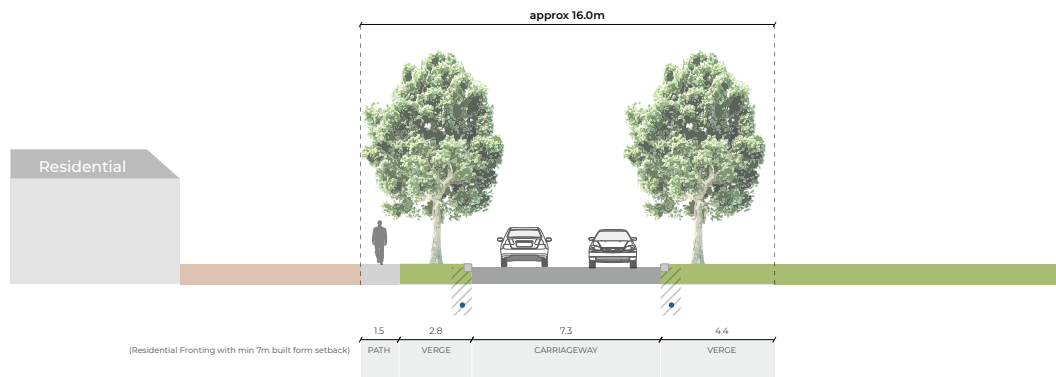 approx 16.0m
Residential
1.5 2.8 7.3 4.4
(Residential Fronting with min 7m built form setback) PATH VERGE CARRIAGEWAY VERGE